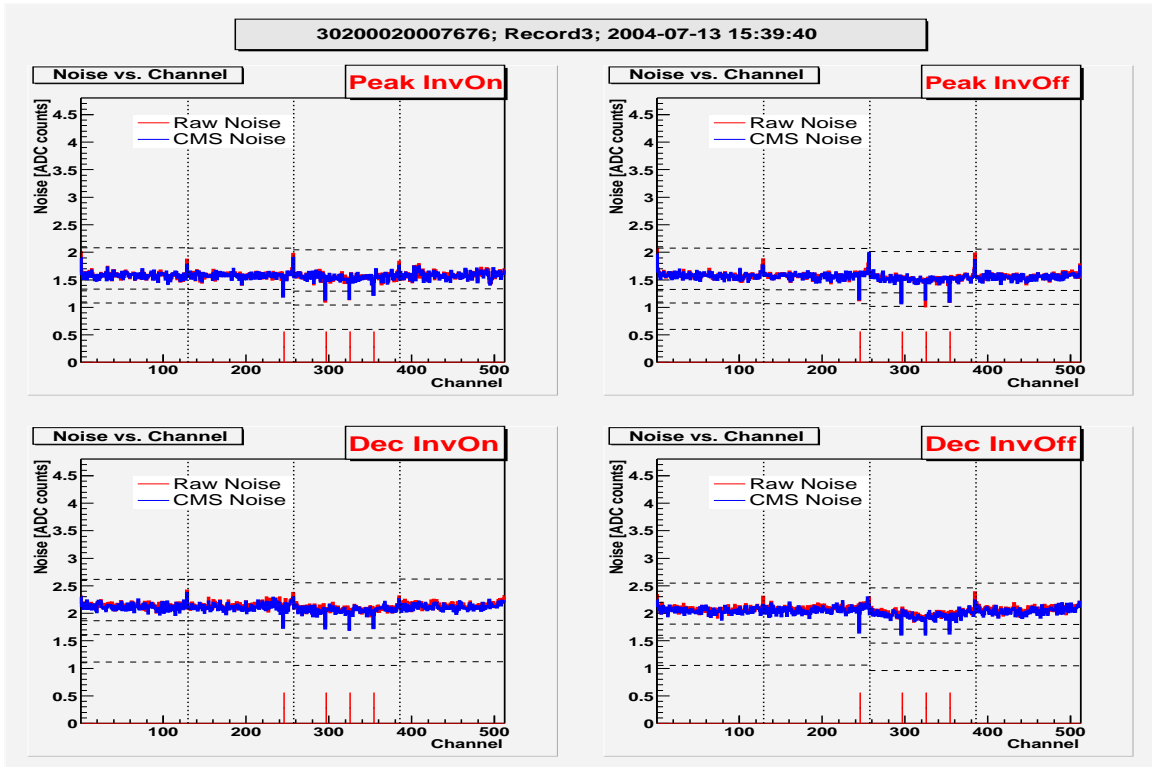 30200020007676; Record3; 2004-07-13 15:39:40
Noise vs. Channel
Peak InvOn
Noise [ADC counts]
4.5
4
3.5
3
2.5
2
1.5
1
0.5
0
Raw Noise
CMS Noise
100 200 300 400 500
Channel
Noise vs. Channel
Peak InvOff
Noise [ADC counts]
4.5
4
3.5
3
2.5
2
1.5
1
0.5
0
Raw Noise
CMS Noise
100 200 300 400 500
Channel
Noise vs. Channel
Dec InvOn
Noise [ADC counts]
4.5
4
3.5
3
2.5
2
1.5
1
0.5
0
Raw Noise
CMS Noise
100 200 300 400 500
Channel
Noise vs. Channel
Dec InvOff
Noise [ADC counts]
4.5
4
3.5
3
2.5
2
1.5
1
0.5
0
Raw Noise
CMS Noise
100 200 300 400 500
Channel